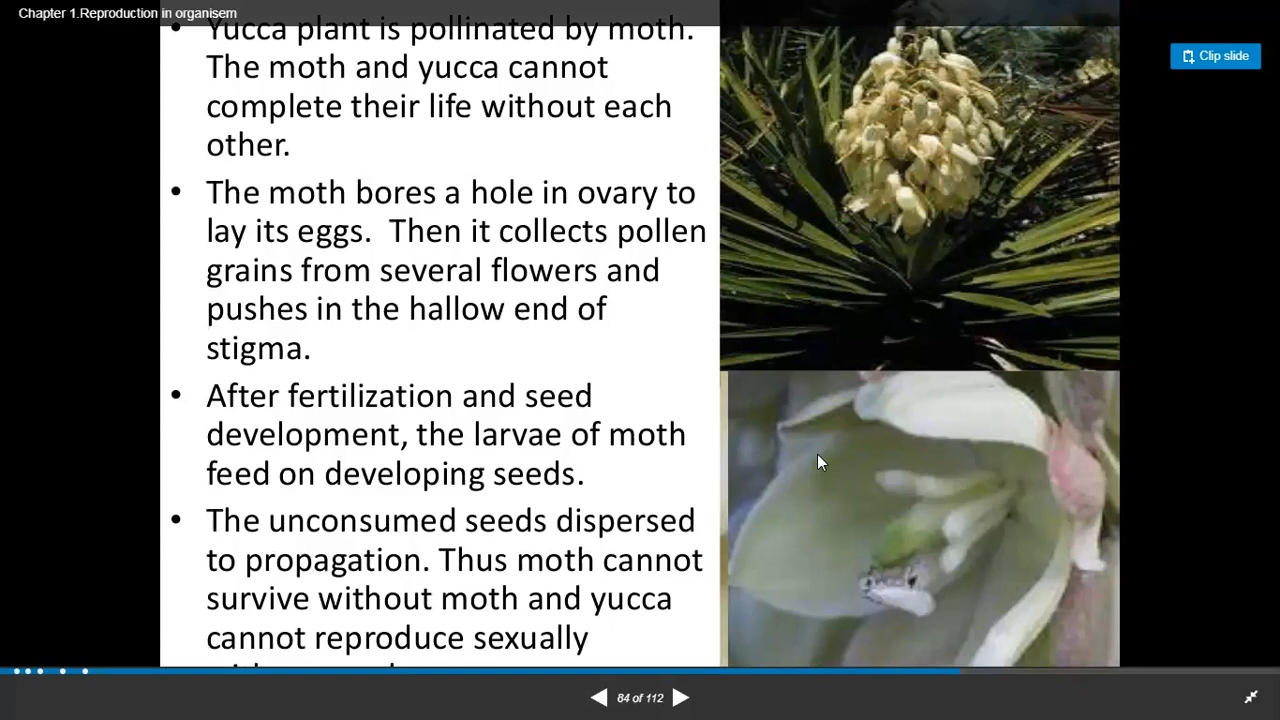 Chapter 1.Reproduction in organisem
• Yucca plant is pollinated by moth.
The moth and yucca cannot
complete their life without each
other.
• The moth bores a hole in ovary to
lay its eggs. Then it collects pollen
grains from several flowers and
pushes in the hallow end of
stigma.
• After fertilization and seed
development, the larvae of moth
feed on developing seeds.
• The unconsumed seeds dispersed
to propagation. Thus moth cannot
survive without moth and yucca
cannot reproduce sexually
Clip slide
84 of 112